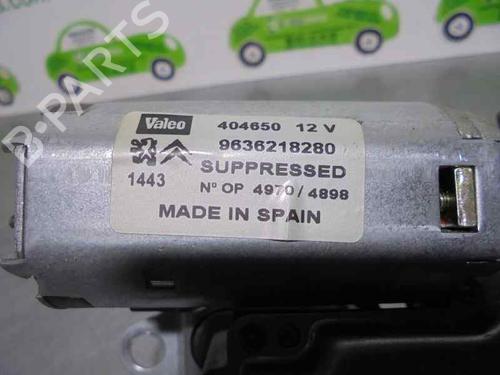 Valeo 404650 12 V
9636218280
1443 SUPPRESSED
Nº OP 4970 / 4898
MADE IN SPAIN
B-PARTS